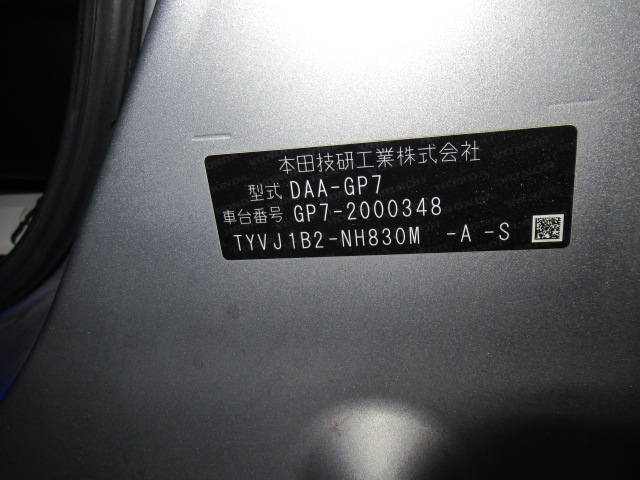 本田技研工業株式会社
型式 DAA-GP7
車台番号 GP7-2000348
TYVJ1B2-NH830M -A -S